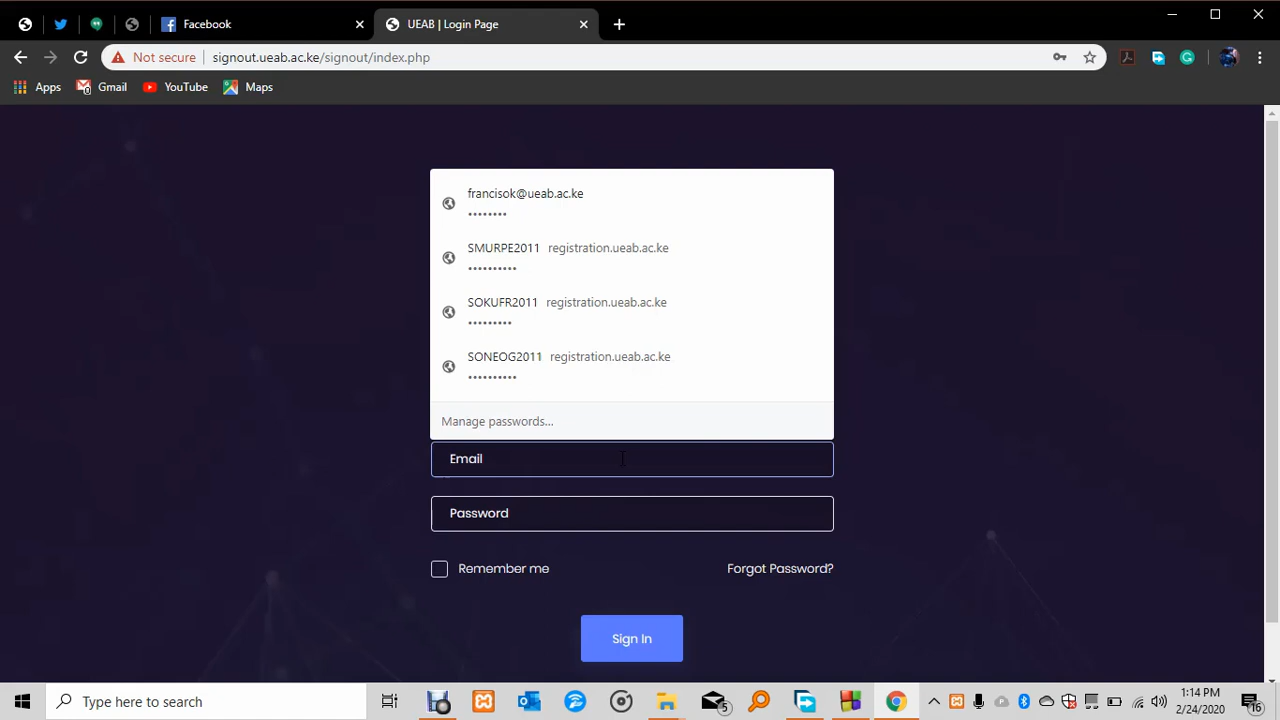 Facebook
UEAB | Login Page
Not secure
signout.ueab.ac.ke/signout/index.php
Apps
Gmail
YouTube
Maps
francisok@ueab.ac.ke
••••••••
SMURPE2011 registration.ueab.ac.ke
••••••••••
SOKUFR2011 registration.ueab.ac.ke
•••••••••
SONEOG2011 registration.ueab.ac.ke
••••••••••
Manage passwords...
Email
Password
Remember me
Forgot Password?
Sign In
Type here to search
5
1:14 PM
2/24/2020
16